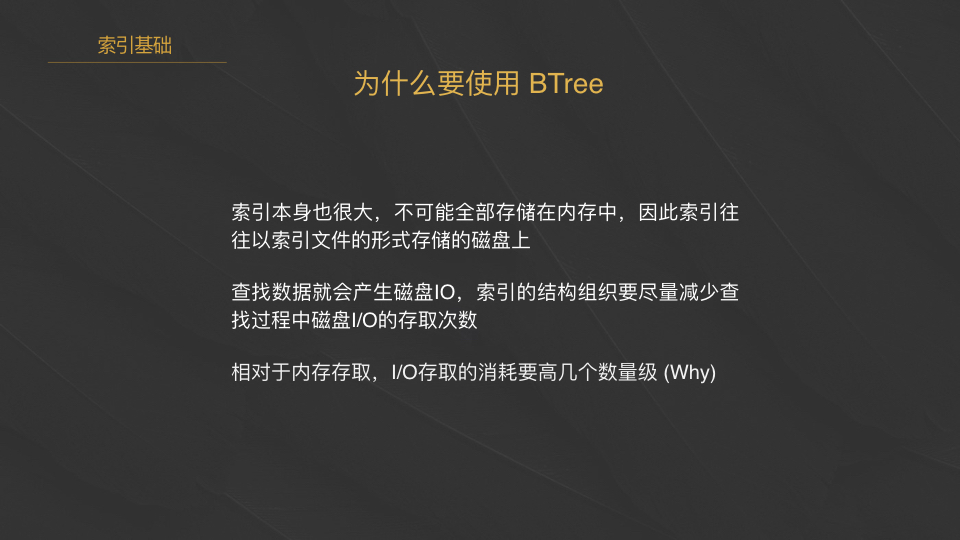 索引基础
为什么要使用 BTree
索引本身也很大，不可能全部存储在内存中，因此索引往
往以索引文件的形式存储的磁盘上
查找数据就会产生磁盘IO，索引的结构组织要尽量减少查
找过程中磁盘I/O的存取次数
相对于内存存取，I/O存取的消耗要高几个数量级 (Why)